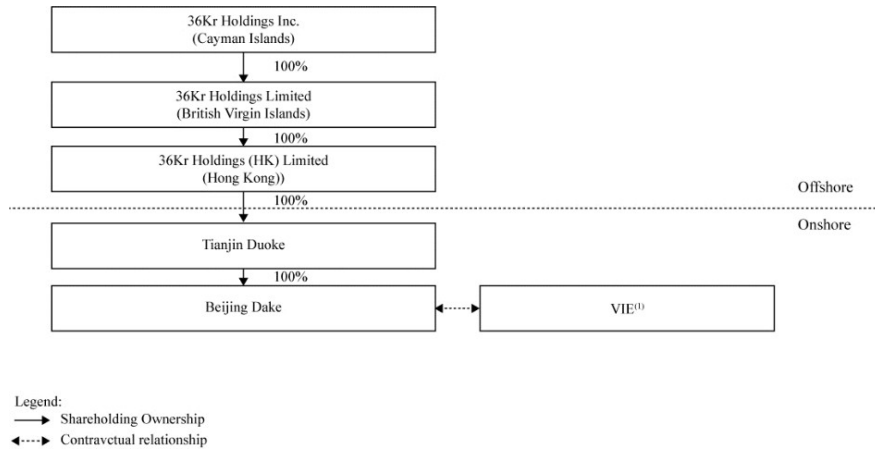 36Kr Holdings Inc.
(Cayman Islands)
100%
36Kr Holdings Limited
(British Virgin Islands)
100%
36Kr Holdings (HK) Limited
(Hong Kong))
Offshore
100%
Onshore
Tianjin Duoke
100%
Beijing Dake
VIE(1)
Legend:
Shareholding Ownership
Contravctual relationship